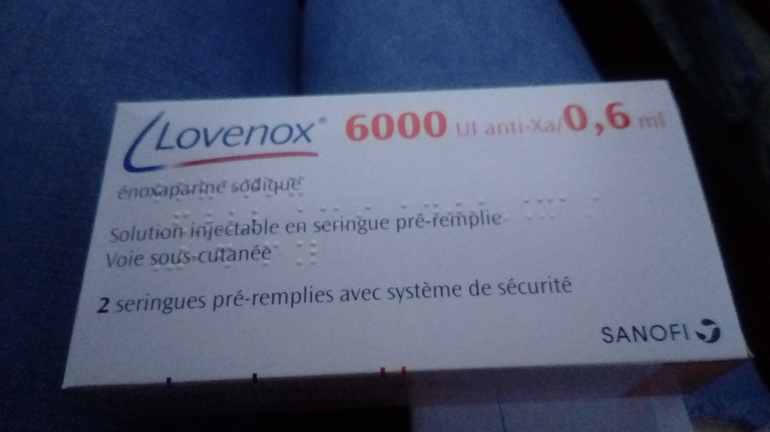 Lovenox® 6000 UI anti-Xa/0,6 ml
énoxaparine sodique
Solution injectable en seringue pré-remplie
Voie sous-cutanée
2 seringues pré-remplies avec système de sécurité
SANOFI